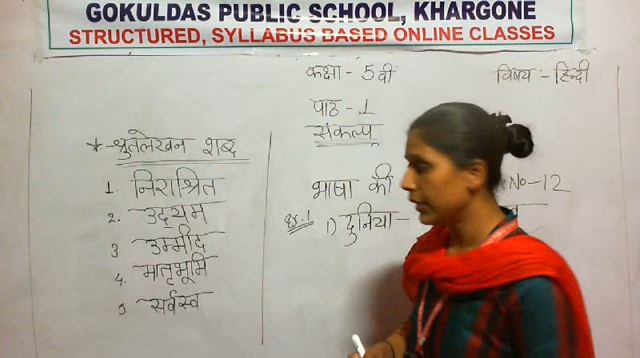 GOKULDAS PUBLIC SCHOOL, KHARGONE
STRUCTURED, SYLLABUS BASED ONLINE CLASSES
कक्षा - 5 वीं
विषय :- हिन्दी
पाठ - 1
संकल्प
* श्रुतलेखन शब्द
1. निराश्रित
2. उद्यम
3 उम्मीद
4. मातृभूमि
5 सर्वस्व
भाषा की
No-12
1) दुनिया -